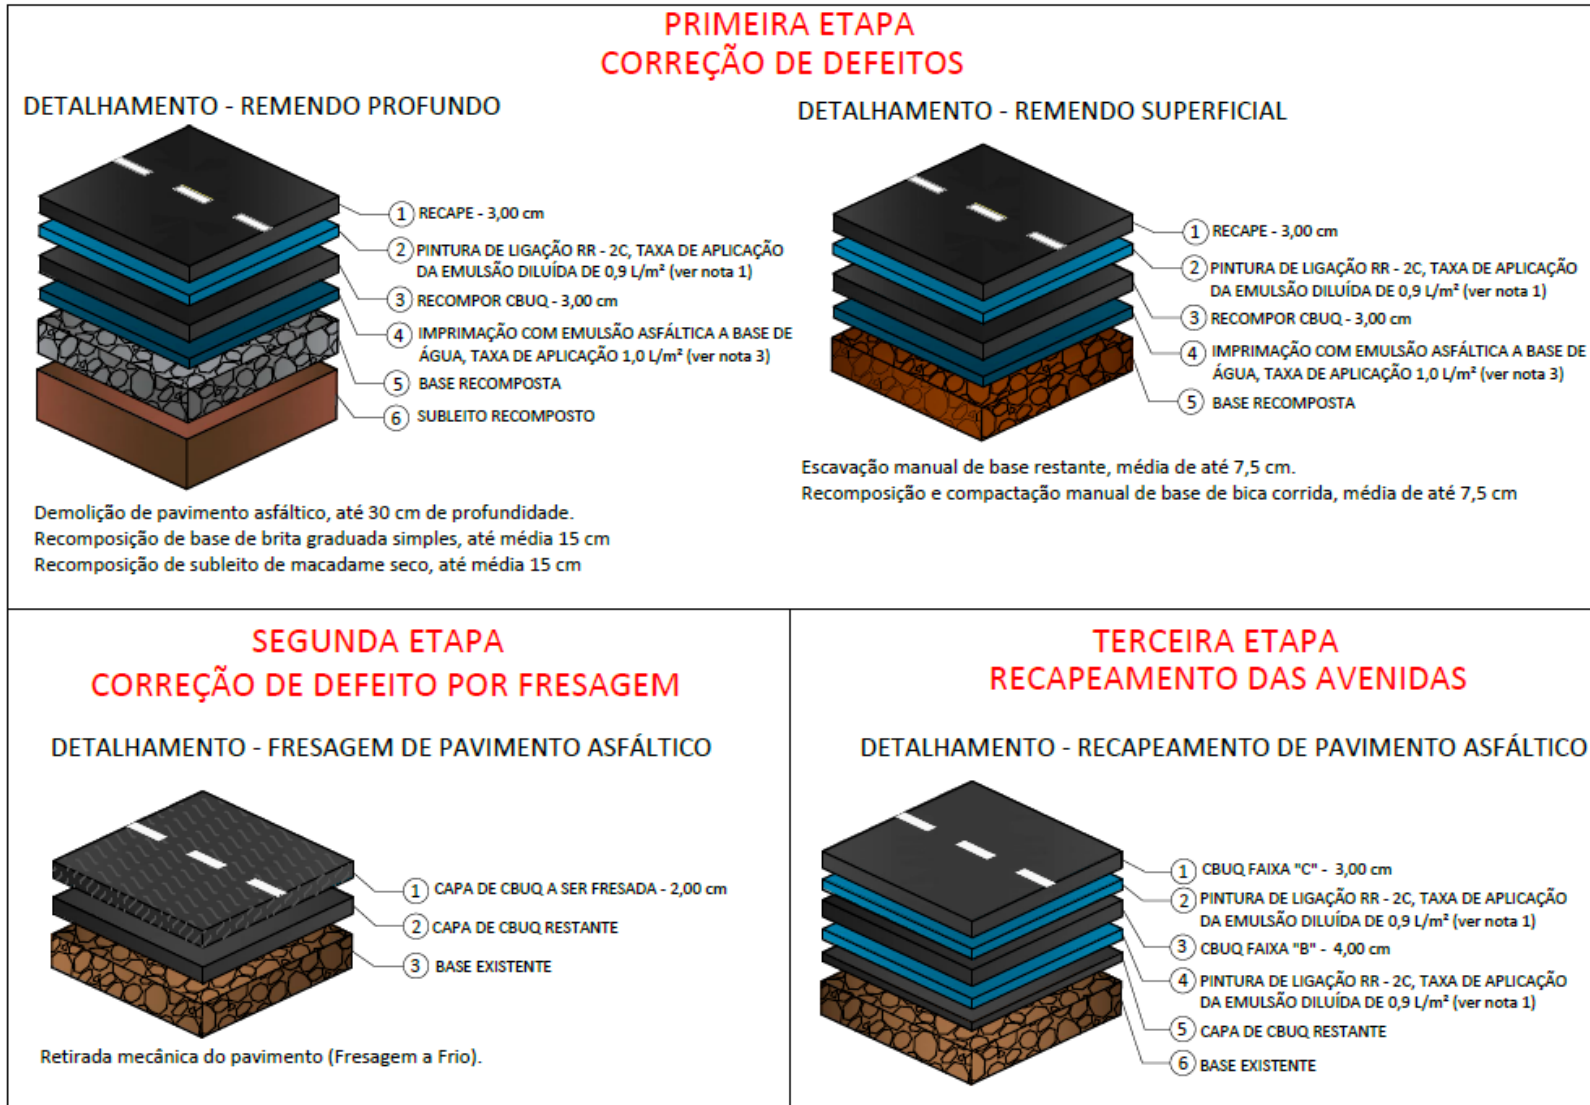 PRIMEIRA ETAPA
CORREÇÃO DE DEFEITOS
DETALHAMENTO - REMENDO PROFUNDO
1 RECAPE - 3,00 cm
2 PINTURA DE LIGAÇÃO RR - 2C, TAXA DE APLICAÇÃO
DA EMULSÃO DILUÍDA DE 0,9 L/m² (ver nota 1)
3 RECOMPOR CBUQ - 3,00 cm
4 IMPRIMAÇÃO COM EMULSÃO ASFÁLTICA A BASE DE
ÁGUA, TAXA DE APLICAÇÃO 1,0 L/m² (ver nota 3)
5 BASE RECOMPOSTA
6 SUBLEITO RECOMPOSTO
Demolição de pavimento asfáltico, até 30 cm de profundidade.
Recomposição de base de brita graduada simples, até média 15 cm
Recomposição de subleito de macadame seco, até média 15 cm
DETALHAMENTO - REMENDO SUPERFICIAL
1 RECAPE - 3,00 cm
2 PINTURA DE LIGAÇÃO RR - 2C, TAXA DE APLICAÇÃO
DA EMULSÃO DILUÍDA DE 0,9 L/m² (ver nota 1)
3 RECOMPOR CBUQ - 3,00 cm
4 IMPRIMAÇÃO COM EMULSÃO ASFÁLTICA A BASE DE
ÁGUA, TAXA DE APLICAÇÃO 1,0 L/m² (ver nota 3)
5 BASE RECOMPOSTA
Escavação manual de base restante, média de até 7,5 cm.
Recomposição e compactação manual de base de bica corrida, média de até 7,5 cm
SEGUNDA ETAPA
CORREÇÃO DE DEFEITO POR FRESAGEM
DETALHAMENTO - FRESAGEM DE PAVIMENTO ASFÁLTICO
1 CAPA DE CBUQ A SER FRESADA - 2,00 cm
2 CAPA DE CBUQ RESTANTE
3 BASE EXISTENTE
Retirada mecânica do pavimento (Fresagem a Frio).
TERCEIRA ETAPA
RECAPEAMENTO DAS AVENIDAS
DETALHAMENTO - RECAPEAMENTO DE PAVIMENTO ASFÁLTICO
1 CBUQ FAIXA "C" - 3,00 cm
2 PINTURA DE LIGAÇÃO RR - 2C, TAXA DE APLICAÇÃO
DA EMULSÃO DILUÍDA DE 0,9 L/m² (ver nota 1)
3 CBUQ FAIXA "B" - 4,00 cm
4 PINTURA DE LIGAÇÃO RR - 2C, TAXA DE APLICAÇÃO
DA EMULSÃO DILUÍDA DE 0,9 L/m² (ver nota 1)
5 CAPA DE CBUQ RESTANTE
6 BASE EXISTENTE